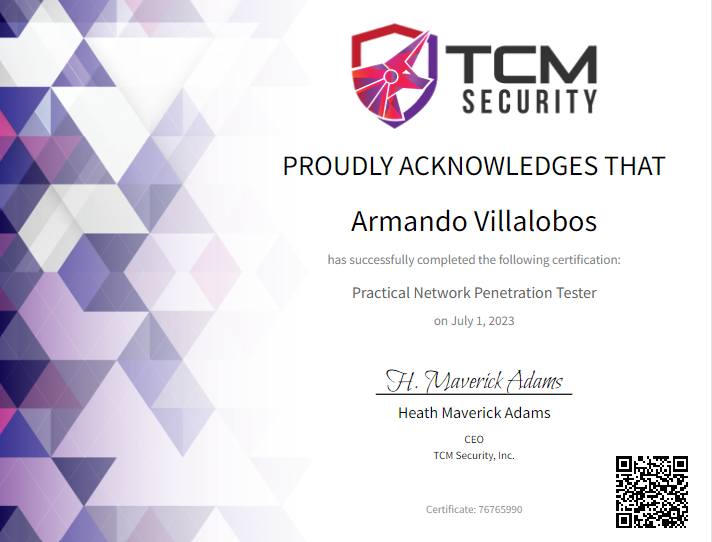 TCM
SECURITY
PROUDLY ACKNOWLEDGES THAT
Armando Villalobos
has successfully completed the following certification:
Practical Network Penetration Tester
on July 1, 2023
H. Maverick Adams
Heath Maverick Adams
CEO
TCM Security, Inc.
Certificate: 76765990